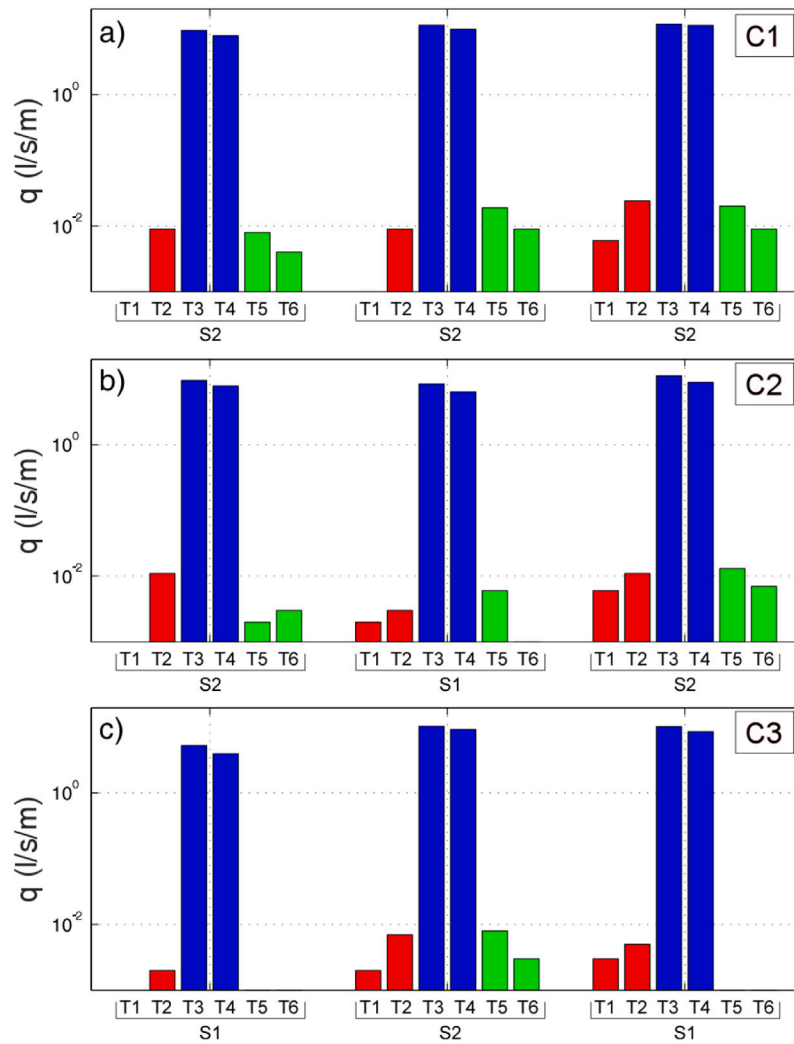 a)
C1
q (l/s/m)
10^0
10^-2
T1 T2 T3 T4 T5 T6 T1 T2 T3 T4 T5 T6 T1 T2 T3 T4 T5 T6
S2 S2 S2
b)
C2
q (l/s/m)
10^0
10^-2
T1 T2 T3 T4 T5 T6 T1 T2 T3 T4 T5 T6 T1 T2 T3 T4 T5 T6
S2 S1 S2
c)
C3
q (l/s/m)
10^0
10^-2
T1 T2 T3 T4 T5 T6 T1 T2 T3 T4 T5 T6 T1 T2 T3 T4 T5 T6
S1 S2 S1